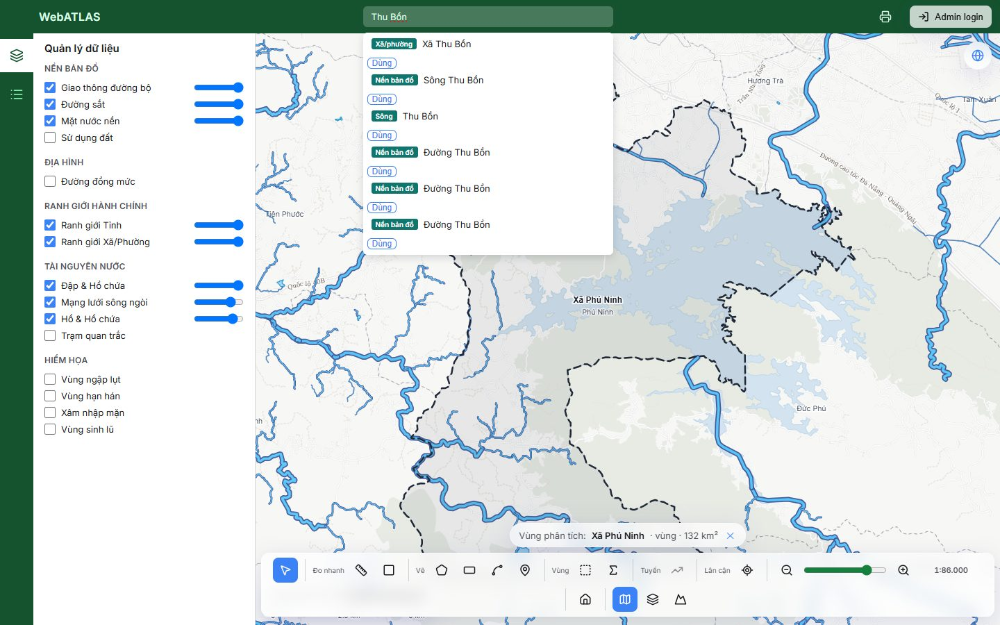 WebATLAS
Thu Bồn
Admin login
Quản lý dữ liệu
NỀN BẢN ĐỒ
Giao thông đường bộ
Đường sắt
Mặt nước nền
Sử dụng đất
ĐỊA HÌNH
Đường đồng mức
RANH GIỚI HÀNH CHÍNH
Ranh giới Tỉnh
Ranh giới Xã/Phường
TÀI NGUYÊN NƯỚC
Đập & Hồ chứa
Mạng lưới sông ngòi
Hồ & Hồ chứa
Trạm quan trắc
HIỂM HỌA
Vùng ngập lụt
Vùng hạn hán
Xâm nhập mặn
Vùng sinh lũ
Xã/phường Xã Thu Bồn
Dùng
Nền bản đồ Sông Thu Bồn
Dùng
Sông Thu Bồn
Dùng
Nền bản đồ Đường Thu Bồn
Dùng
Nền bản đồ Đường Thu Bồn
Dùng
Nền bản đồ Đường Thu Bồn
Dùng
Hương Trà
Trần Nhân Tông
Quốc lộ 1
Tam Xuân
Đường cao tốc Đà Nẵng - Quảng Ngãi
Tiên Phước
Quốc lộ 40B
Xã Phú Ninh
Phú Ninh
Đức Phú
Vùng phân tích: Xã Phú Ninh · vùng · 132 km²
Đo nhanh
Vẽ
Vùng
Tuyến
Lân cận
1:86.000